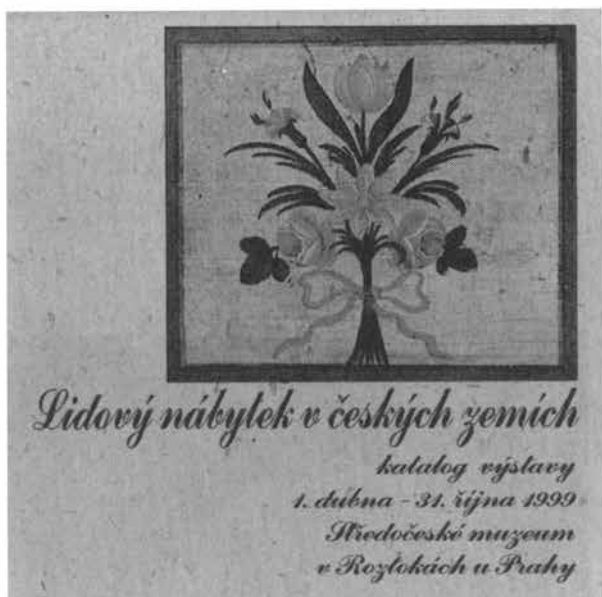 Lidový nábytek v českých zemích
katalog výstavy
1. dubna - 31. října 1999
Středočeské muzeum
v Roztokách u Prahy